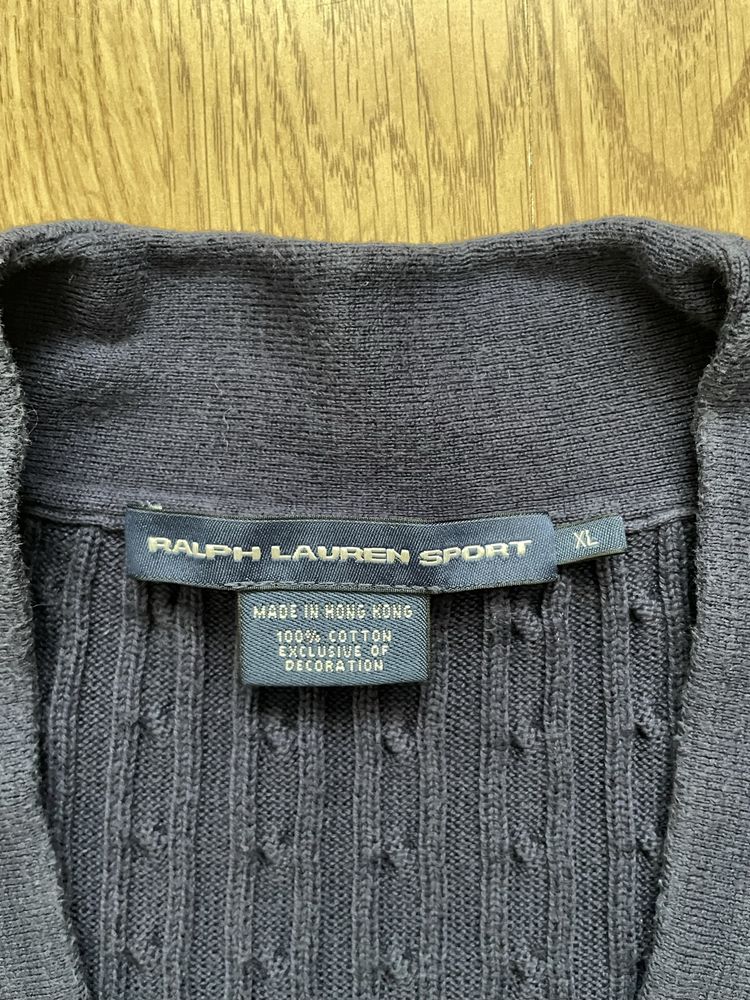 RALPH LAUREN SPORT
XL
MADE IN HONG KONG
100% COTTON
EXCLUSIVE OF
DECORATION